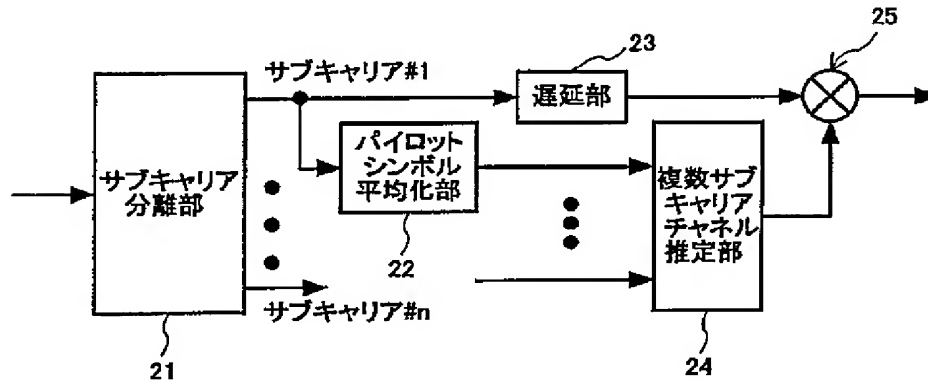 25
23
サブキャリア#1
遅延部
パイロット
シンボル
平均化部
サブキャリア
分離部
複数サブ
キャリア
チャネル
推定部
22
サブキャリア#n
21
24